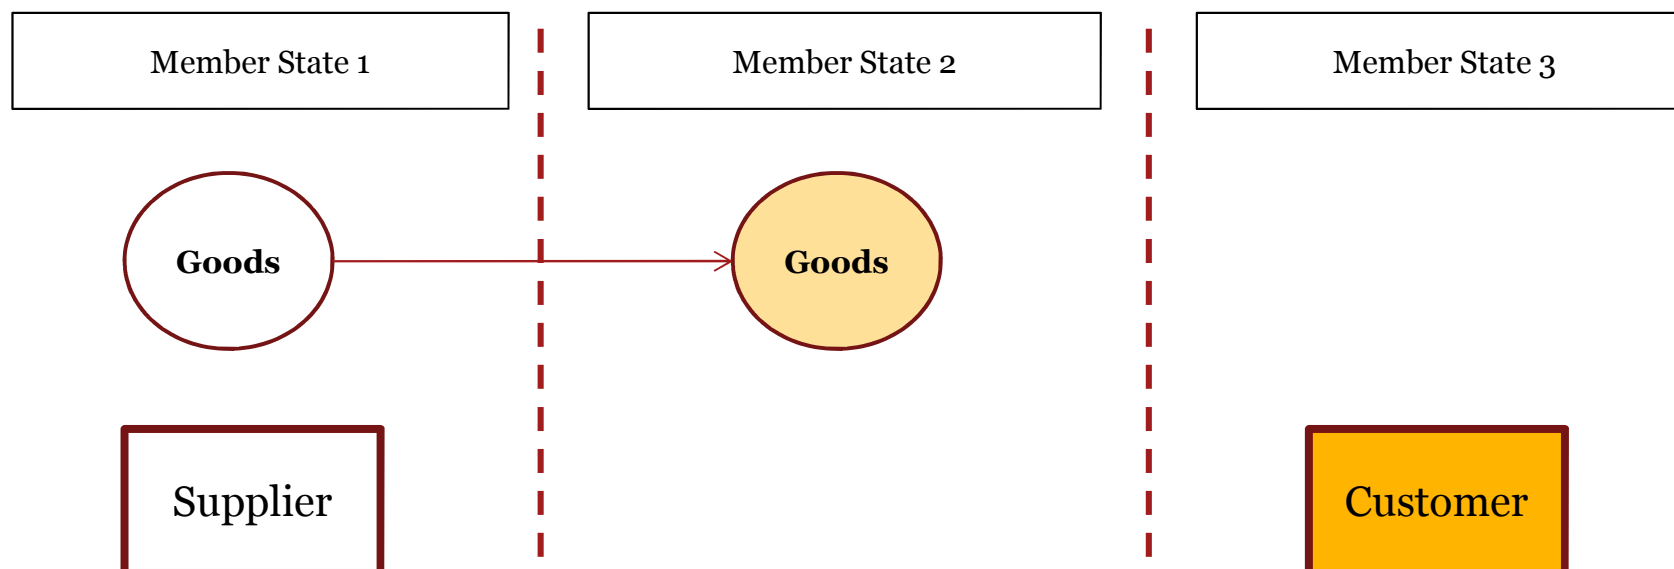 Member State 1
Member State 2
Member State 3
Goods
Goods
Supplier
Customer